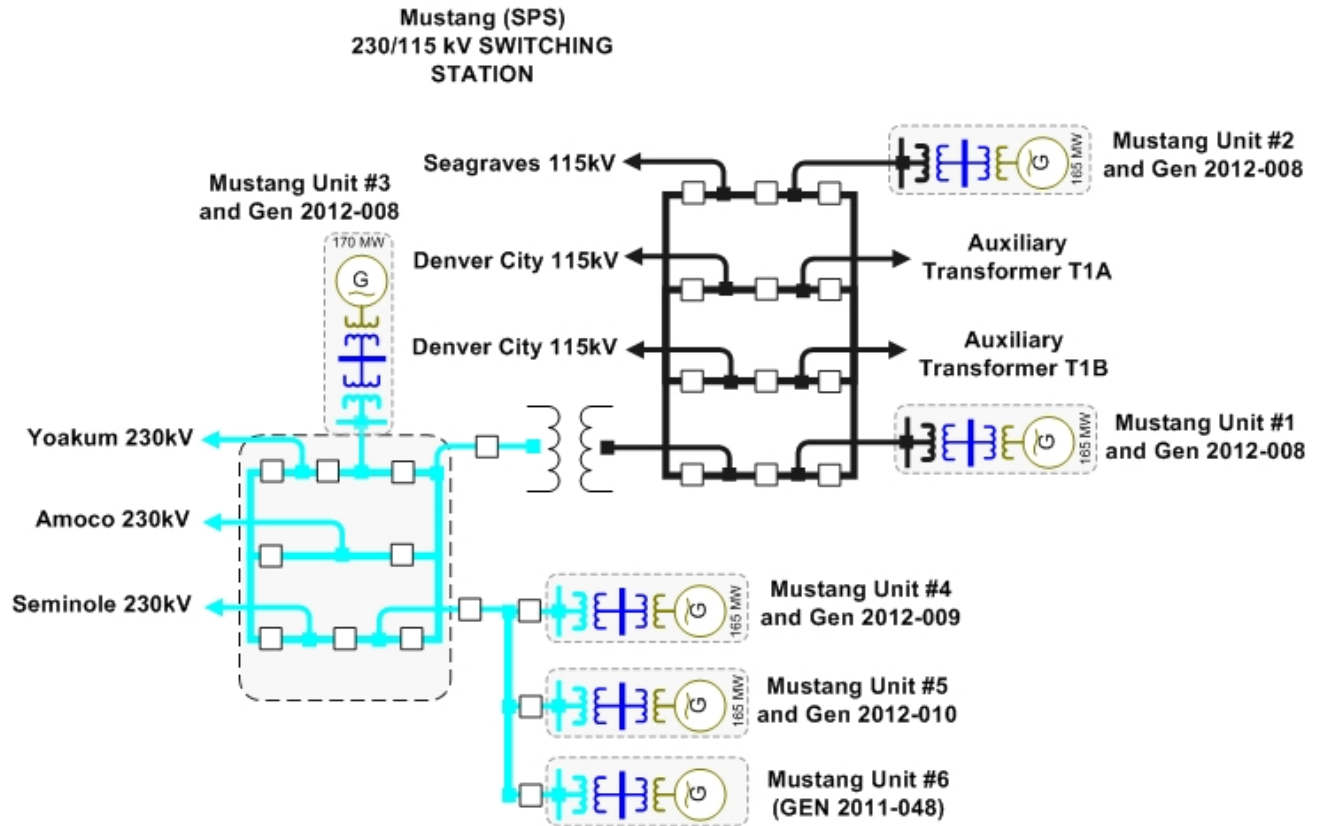 Mustang (SPS)
230/115 kV SWITCHING
STATION
Seagraves 115kV
165 MW
G
Mustang Unit #2
and Gen 2012-008
Mustang Unit #3
and Gen 2012-008
170 MW
G
Denver City 115kV
Auxiliary
Transformer T1A
Denver City 115kV
Auxiliary
Transformer T1B
Yoakum 230kV
G
165 MW
Mustang Unit #1
and Gen 2012-008
Amoco 230kV
Seminole 230kV
G
165 MW
Mustang Unit #4
and Gen 2012-009
G
165 MW
Mustang Unit #5
and Gen 2012-010
G
Mustang Unit #6
(GEN 2011-048)